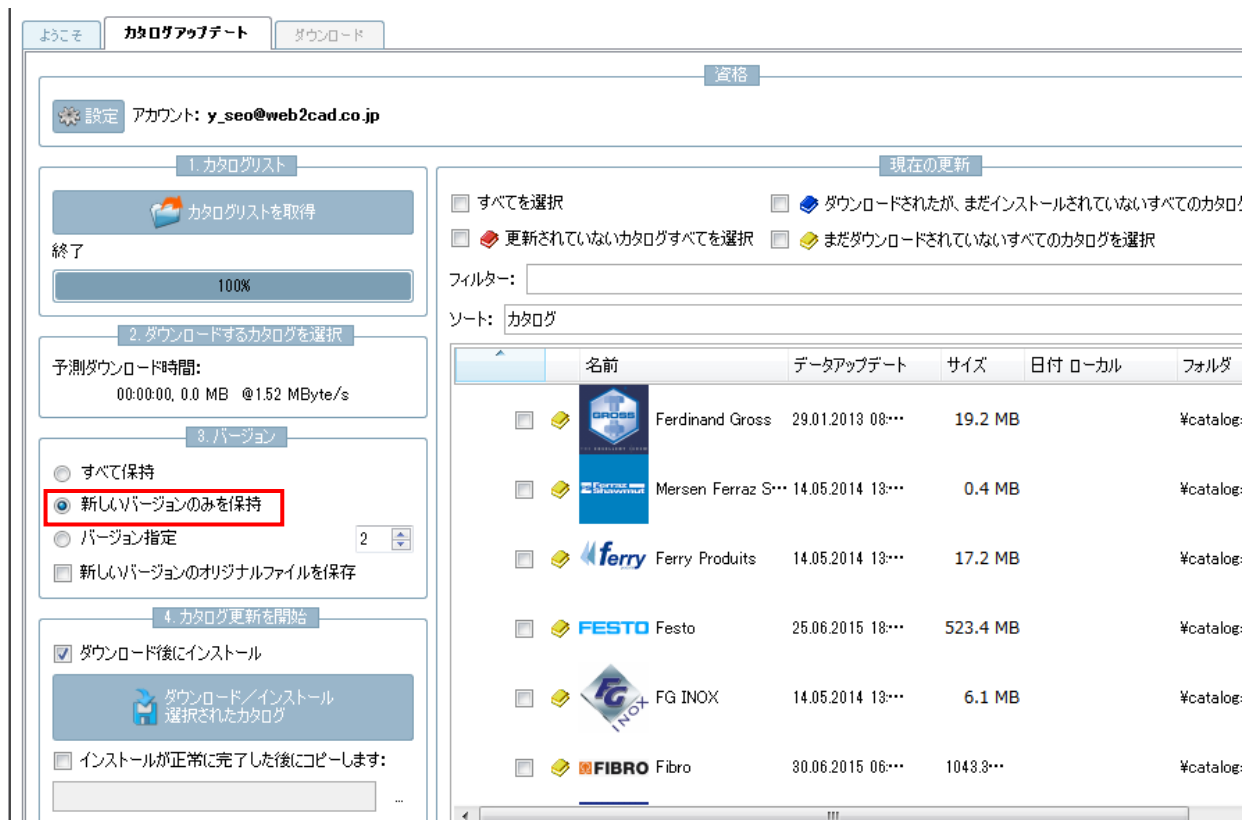 ようこそ カタログアップデート ダウンロード
資格
設定 アカウント: y_seo@web2cad.co.jp
1. カタログリスト
カタログリストを取得
終了
100%
2. ダウンロードするカタログを選択
予測ダウンロード時間:
00:00:00, 0.0 MB @1.52 MByte/s
3. バージョン
すべて保持
新しいバージョンのみを保持
バージョン指定 2
新しいバージョンのオリジナルファイルを保存
4. カタログ更新を開始
ダウンロード後にインストール
ダウンロード/インストール
選択されたカタログ
インストールが正常に完了した後にコピーします:
...
現在の更新
すべてを選択 ダウンロードされたが、まだインストールされていないすべてのカタログ
更新されていないカタログすべてを選択 まだダウンロードされていないすべてのカタログを選択
フィルター:
ソート: カタログ
名前 データアップデート サイズ 日付 ローカル フォルダ
GROSS Ferdinand Gross 29.01.2013 08:… 19.2 MB ¥catalog
Ferraz Shawmut Mersen Ferraz S… 14.05.2014 13:… 0.4 MB ¥catalog
ferry Ferry Produits 14.05.2014 13:… 17.2 MB ¥catalog
FESTO Festo 25.06.2015 18:… 523.4 MB ¥catalog
FG INOX FG INOX 14.05.2014 13:… 6.1 MB ¥catalog
FIBRO Fibro 30.06.2015 06:… 1043.3… ¥catalog